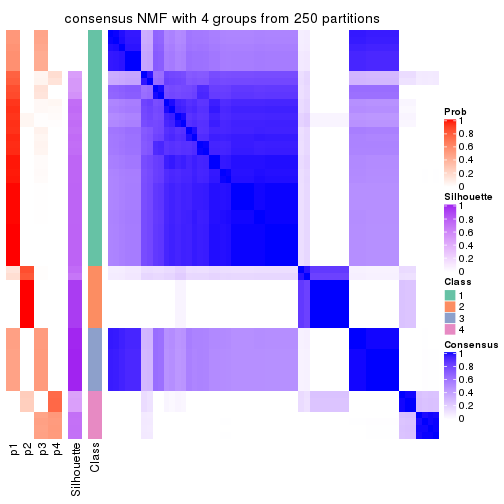 consensus NMF with 4 groups from 250 partitions
Prob
1
0.8
0.6
0.4
0.2
0
Silhouette
1
0.8
0.6
0.4
0.2
0
Class
1
2
3
4
Consensus
1
0.8
0.6
0.4
0.2
0
p1
p2
p3
p4
Silhouette
Class